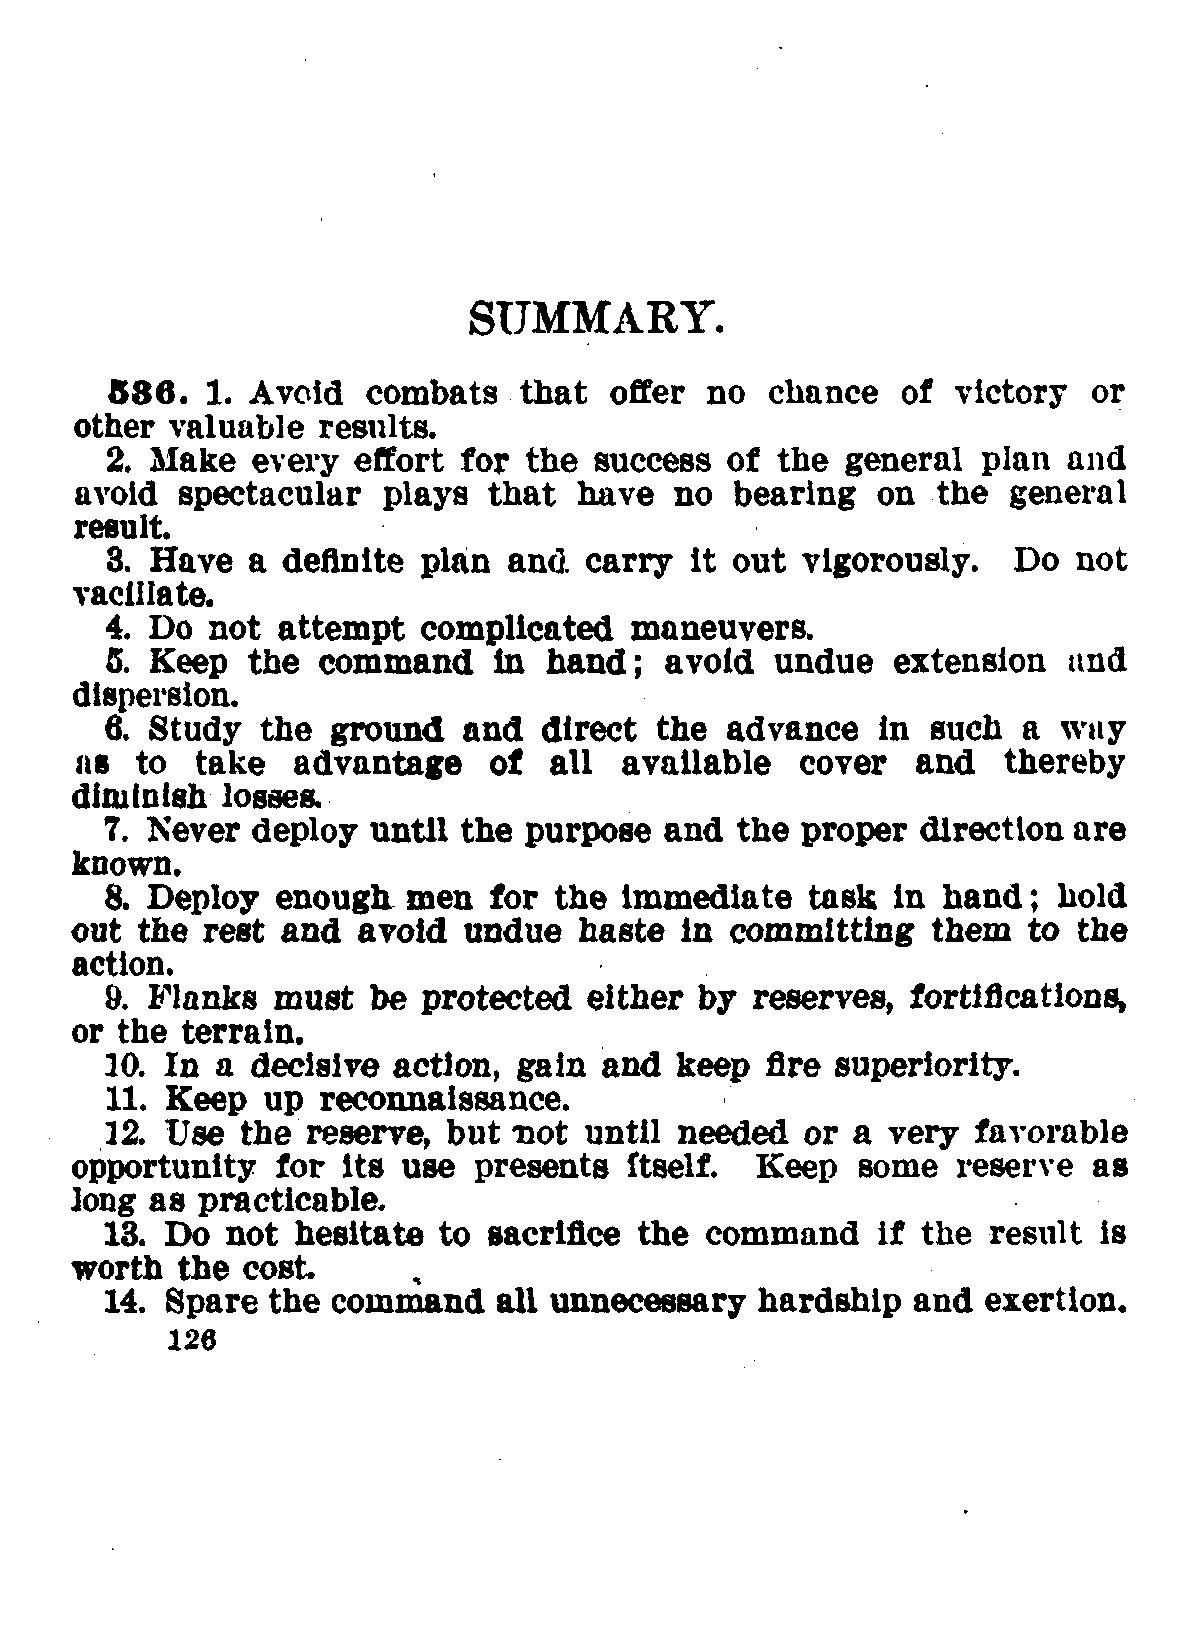 SUMMARY.
536. 1. Avoid combats that offer no chance of victory or
other valuable results.
2. Make every effort for the success of the general plan and
avoid spectacular plays that have no bearing on the general
result.
3. Have a definite plan and carry it out vigorously. Do not
vacillate.
4. Do not attempt complicated maneuvers.
5. Keep the command in hand; avoid undue extension and
dispersion.
6. Study the ground and direct the advance in such a way
as to take advantage of all available cover and thereby
diminish losses.
7. Never deploy until the purpose and the proper direction are
known.
8. Deploy enough men for the immediate task in hand; hold
out the rest and avoid undue haste in committing them to the
action.
9. Flanks must be protected either by reserves, fortifications,
or the terrain.
10. In a decisive action, gain and keep fire superiority.
11. Keep up reconnaissance.
12. Use the reserve, but not until needed or a very favorable
opportunity for its use presents itself. Keep some reserve as
long as practicable.
13. Do not hesitate to sacrifice the command if the result is
worth the cost.
14. Spare the command all unnecessary hardship and exertion.
126